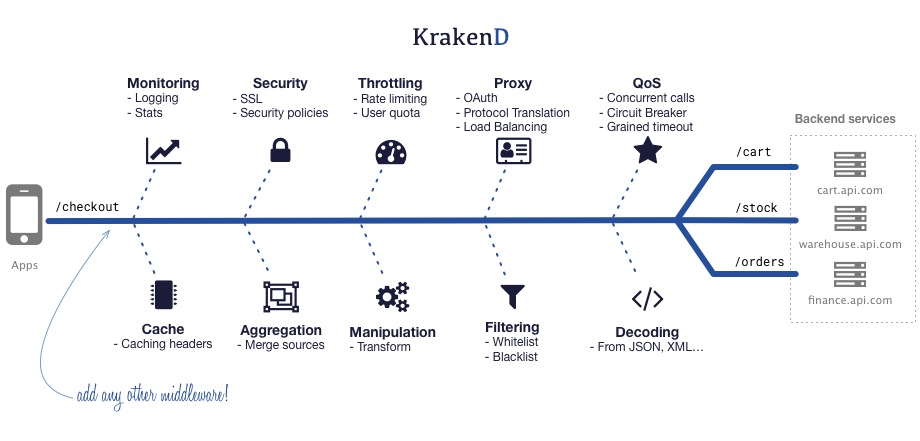 KrakenD
Monitoring
- Logging
- Stats
Security
- SSL
- Security policies
Throttling
- Rate limiting
- User quota
Proxy
- OAuth
- Protocol Translation
- Load Balancing
QoS
- Concurrent calls
- Circuit Breaker
- Grained timeout
Backend services
/cart
cart.api.com
/checkout
/stock
warehouse.api.com
Apps
/orders
finance.api.com
Cache
- Caching headers
Aggregation
- Merge sources
Manipulation
- Transform
Filtering
- Whitelist
- Blacklist
</>
Decoding
- From JSON, XML...
add any other middleware!